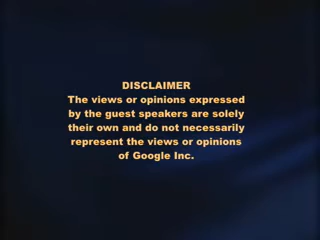 DISCLAIMER
The views or opinions expressed
by the guest speakers are solely
their own and do not necessarily
represent the views or opinions
of Google Inc.